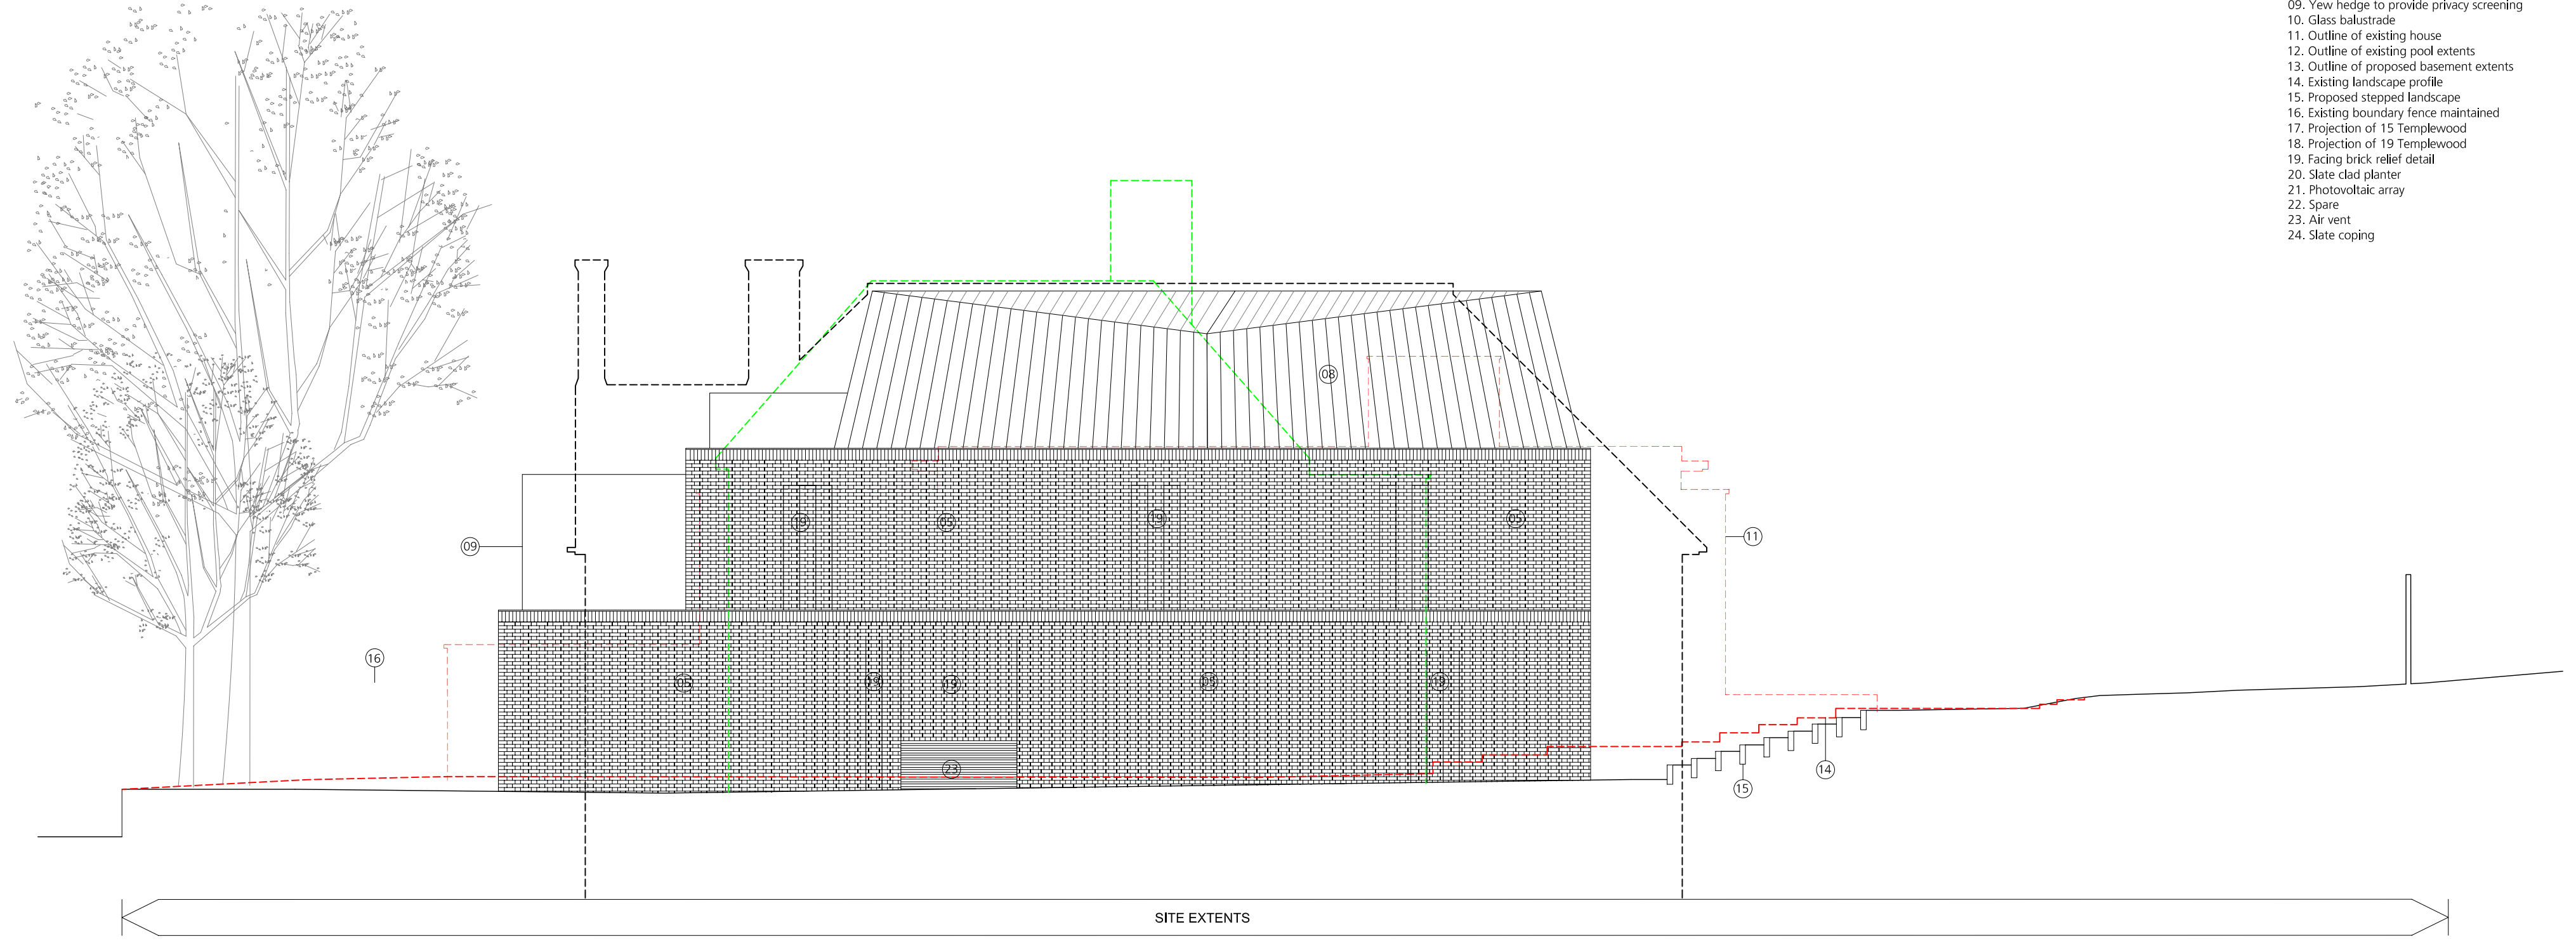 09. Yew hedge to provide privacy screening
10. Glass balustrade
11. Outline of existing house
12. Outline of existing pool extents
13. Outline of proposed basement extents
14. Existing landscape profile
15. Proposed stepped landscape
16. Existing boundary fence maintained
17. Projection of 15 Templewood
18. Projection of 19 Templewood
19. Facing brick relief detail
20. Slate clad planter
21. Photovoltaic array
22. Spare
23. Air vent
24. Slate coping
08
19
05
19
05
09
11
16
05
19
19
05
19
23
14
15
SITE EXTENTS